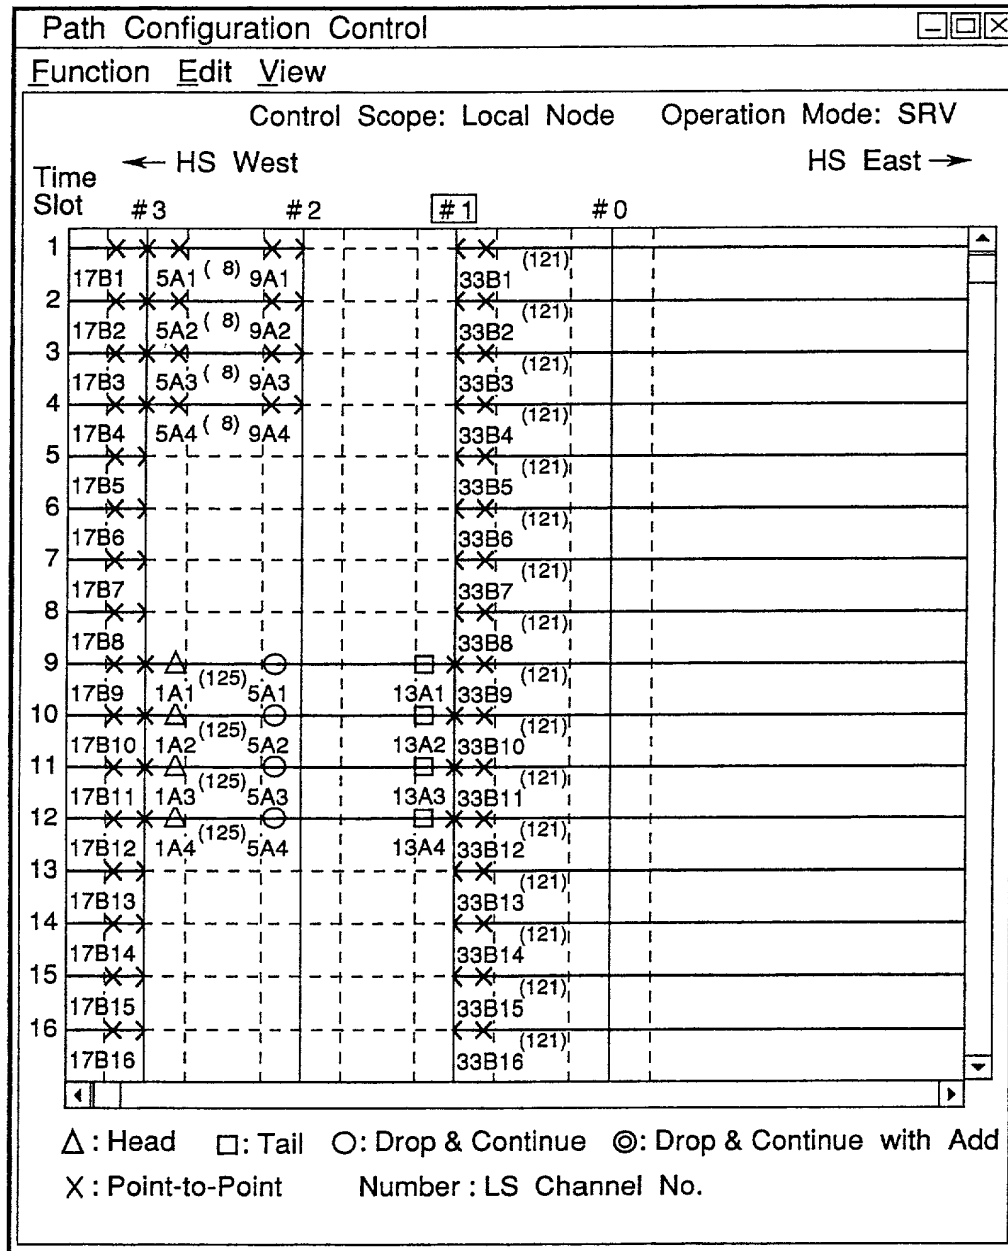 Path Configuration Control
Function Edit View
Control Scope: Local Node Operation Mode: SRV
← HS West HS East →
Time
Slot #3 #2 #1 #0
1 (121)
17B1 5A1 ( 8) 9A1 33B1
2 (121)
17B2 5A2 ( 8) 9A2 33B2
3 (121)
17B3 5A3 ( 8) 9A3 33B3
4 (121)
17B4 5A4 ( 8) 9A4 33B4
5 (121)
17B5 33B5
6 (121)
17B6 33B6
7 (121)
17B7 33B7
8 (121)
17B8 33B8
9 (125) (121)
17B9 1A1 5A1 13A1 33B9
10 (125) (121)
17B10 1A2 5A2 13A2 33B10
11 (125) (121)
17B11 1A3 5A3 13A3 33B11
12 (125) (121)
17B12 1A4 5A4 13A4 33B12
13 (121)
17B13 33B13
14 (121)
17B14 33B14
15 (121)
17B15 33B15
16 (121)
17B16 33B16
△: Head □: Tail ○: Drop & Continue ◎: Drop & Continue with Add
X: Point-to-Point Number: LS Channel No.